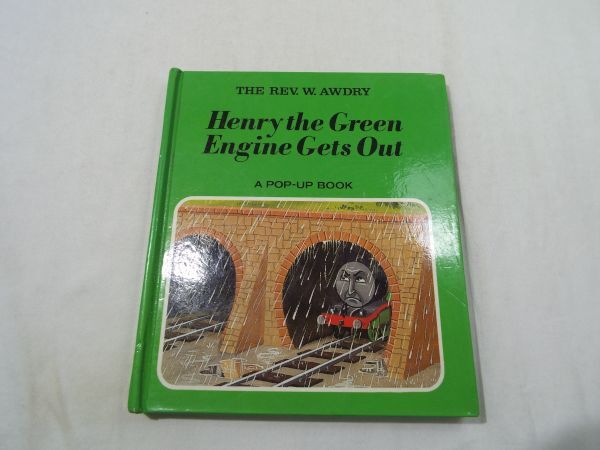 THE REV. W. AWDRY
Henry the Green
Engine Gets Out
A POP-UP BOOK